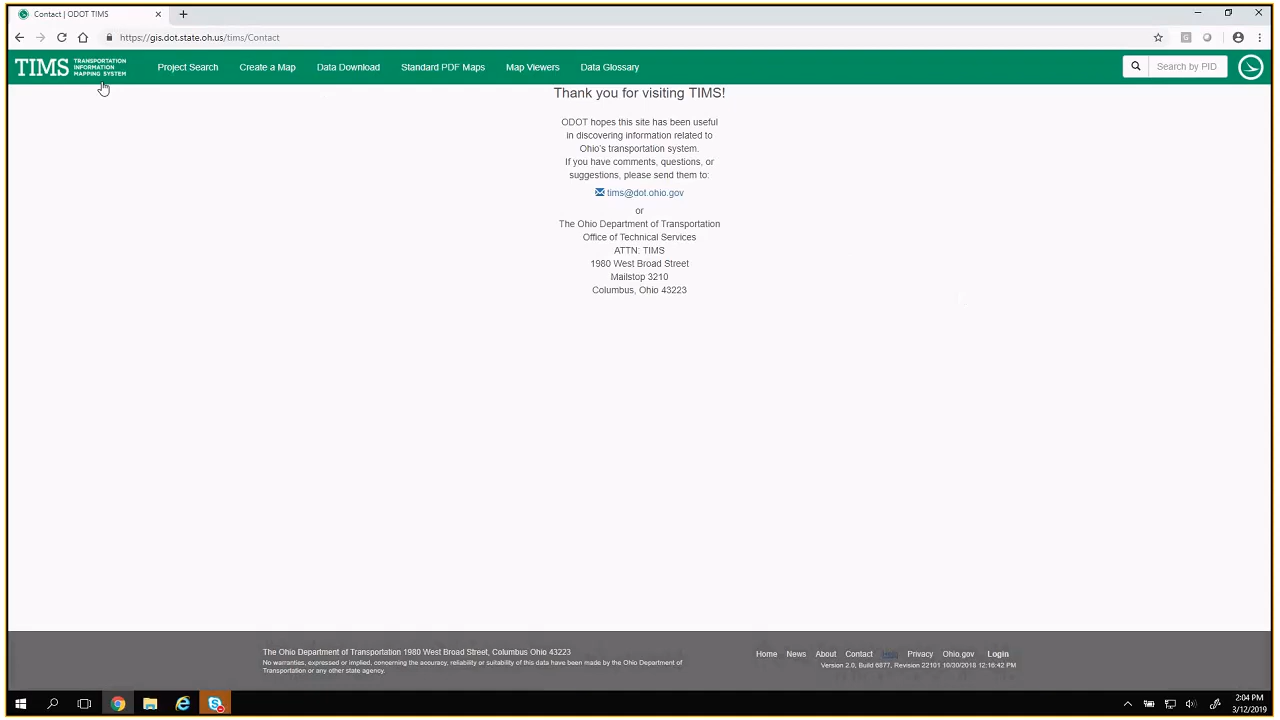 Contact | ODOT TIMS
https://gis.dot.state.oh.us/tims/Contact
TIMS TRANSPORTATION INFORMATION MAPPING SYSTEM
Project Search Create a Map Data Download Standard PDF Maps Map Viewers Data Glossary Search by PID
Thank you for visiting TIMS!
ODOT hopes this site has been useful
in discovering information related to
Ohio's transportation system.
If you have comments, questions, or
suggestions, please send them to:
tims@dot.ohio.gov
or
The Ohio Department of Transportation
Office of Technical Services
ATTN: TIMS
1980 West Broad Street
Mailstop 3210
Columbus, Ohio 43223
The Ohio Department of Transportation 1980 West Broad Street, Columbus Ohio 43223
No warranties, expressed or implied, concerning the accuracy, reliability or suitability of this data have been made by the Ohio Department of
Transportation or any other state agency.
Home News About Contact Help Privacy Ohio.gov Login
Version 2.0, Build 6877, Revision 22101 10/30/2018 12:16:42 PM
2:04 PM
3/12/2019